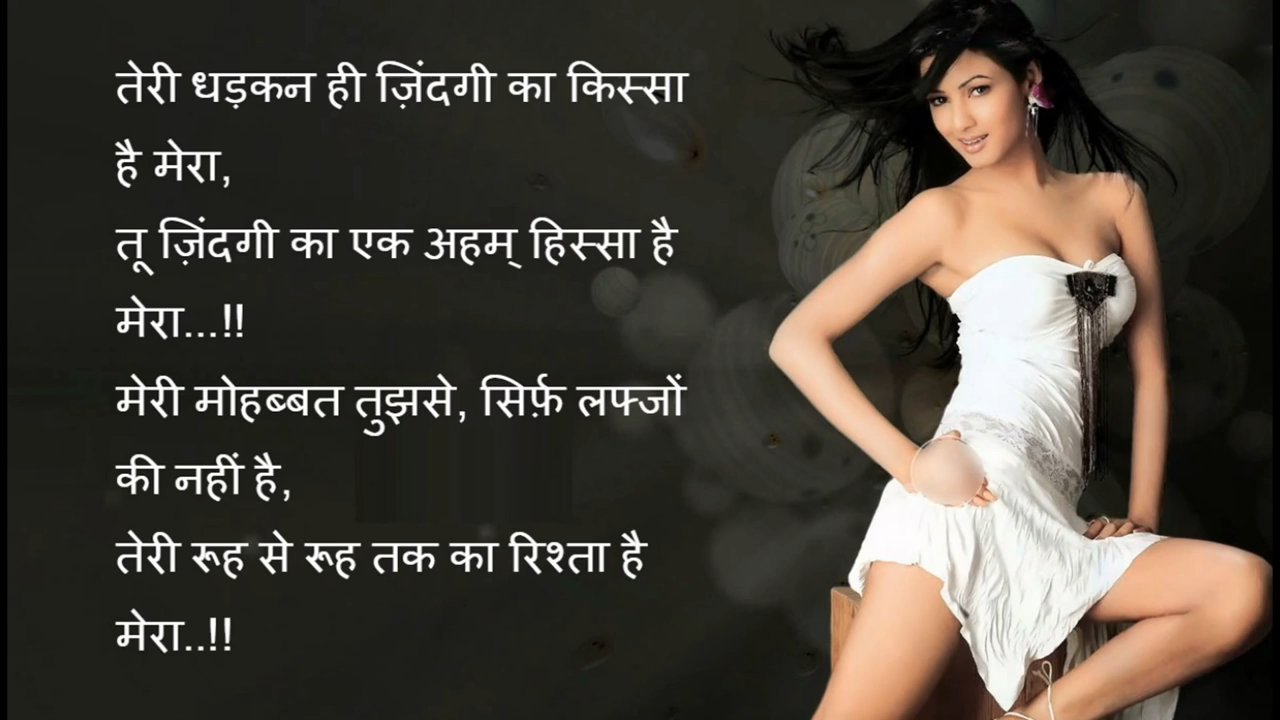 तेरी धड़कन ही ज़िंदगी का किस्सा
है मेरा,
तू ज़िंदगी का एक अहम् हिस्सा है
मेरा...!!
मेरी मोहब्बत तुझसे, सिर्फ़ लफ्जों
की नहीं है,
तेरी रूह से रूह तक का रिश्ता है
मेरा..!!